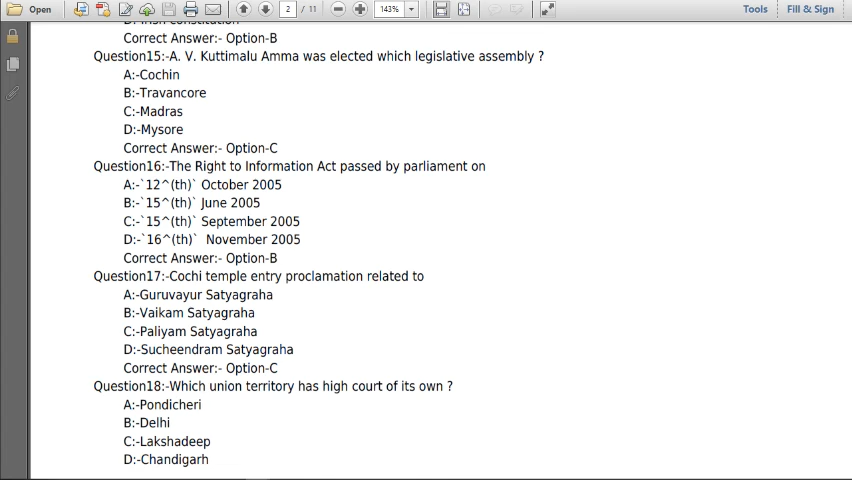 Open
2 / 11
143%
Tools
Fill & Sign
D:-Irish constitution
Correct Answer:- Option-B
Question15:-A. V. Kuttimalu Amma was elected which legislative assembly ?
A:-Cochin
B:-Travancore
C:-Madras
D:-Mysore
Correct Answer:- Option-C
Question16:-The Right to Information Act passed by parliament on
A:-`12^(th)` October 2005
B:-`15^(th)` June 2005
C:-`15^(th)` September 2005
D:-`16^(th)`  November 2005
Correct Answer:- Option-B
Question17:-Cochi temple entry proclamation related to
A:-Guruvayur Satyagraha
B:-Vaikam Satyagraha
C:-Paliyam Satyagraha
D:-Sucheendram Satyagraha
Correct Answer:- Option-C
Question18:-Which union territory has high court of its own ?
A:-Pondicheri
B:-Delhi
C:-Lakshadeep
D:-Chandigarh